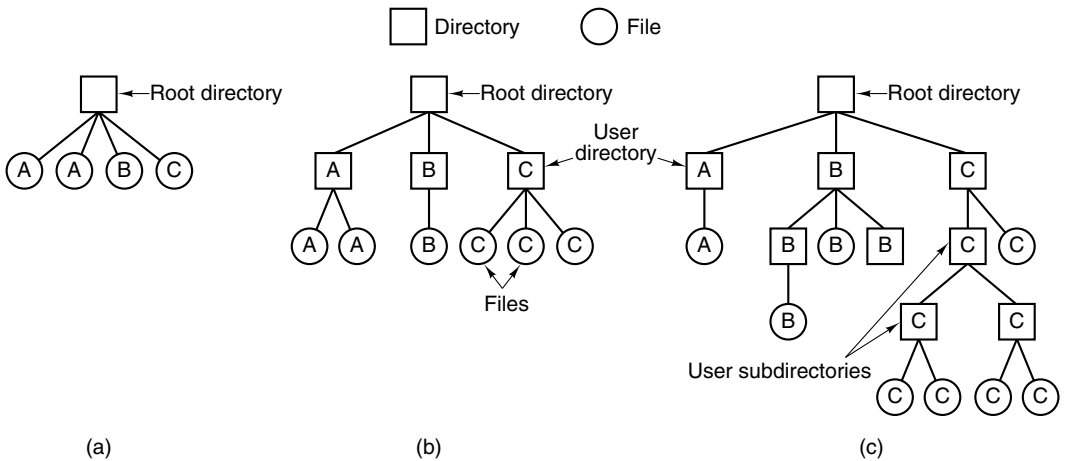 Directory File
Root directory
Root directory
Root directory
User
directory
A B C
A B C
A A B C
A A B C C C
A B B B C C
Files
B C C
User subdirectories
C C C C
(a) (b) (c)